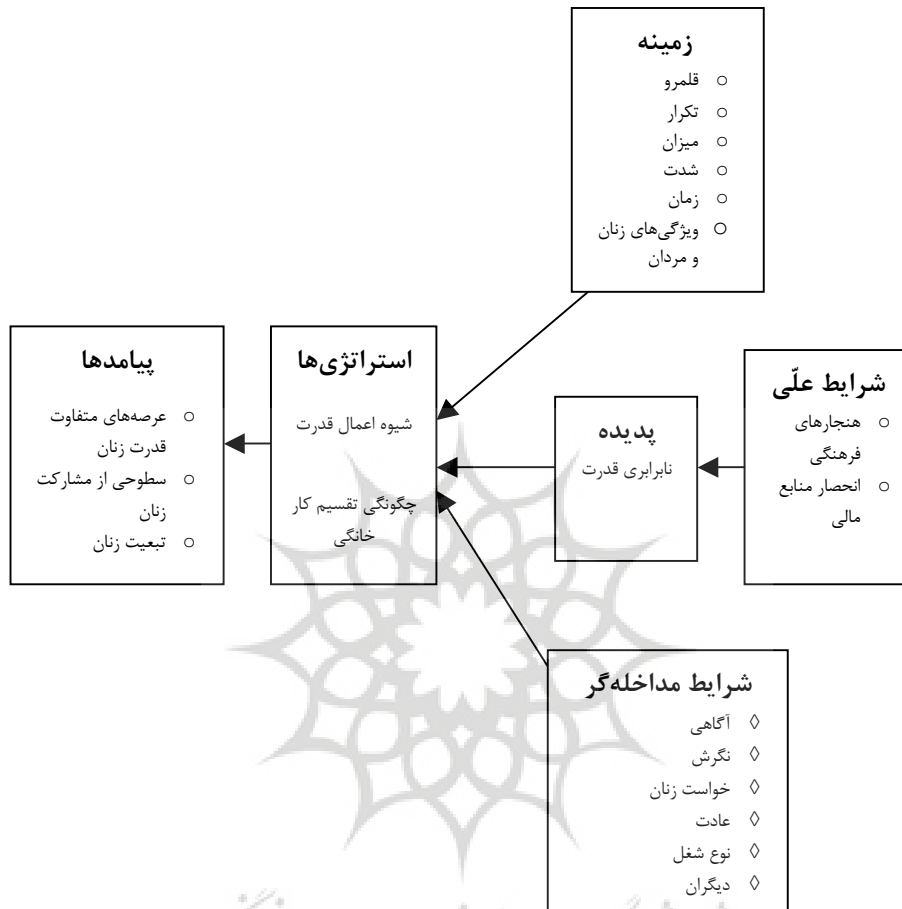 زمینه
○ قلمرو
○ تکرار
○ میزان
○ شدت
○ زمان
○ ویژگی‌های زنان
و مردان
شرایط علّی
○ هنجارهای
فرهنگی
○ انحصار منابع
مالی
پدیده
نابرابری قدرت
استراتژی‌ها
شیوه اعمال قدرت
چگونگی تقسیم کار
خانگی
پیامدها
○ عرصه‌های متفاوت
قدرت زنان
○ سطوحی از مشارکت
زنان
○ تبعیت زنان
شرایط مداخله‌گر
◊ آگاهی
◊ نگرش
◊ خواست زنان
◊ عادت
◊ نوع شغل
◊ دیگران